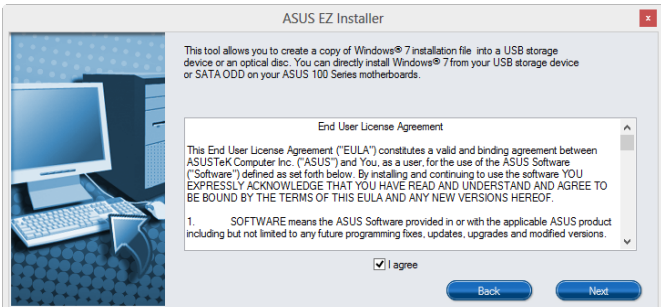 ASUS EZ Installer
x
This tool allows you to create a copy of Windows® 7 installation file  into a USB storage
device or an optical disc. You can directly install Windows® 7 from your USB storage device
or SATA ODD on your ASUS 100 Series motherboards.
End User License Agreement
This End User License Agreement ("EULA") constitutes a valid and binding agreement between
ASUSTeK Computer Inc. ("ASUS") and You, as a user, for the use of the ASUS Software
("Software") defined as set forth below. By installing and continuing to use the software YOU
EXPRESSLY ACKNOWLEDGE THAT YOU HAVE READ AND UNDERSTAND AND AGREE TO
BE BOUND BY THE TERMS OF THIS EULA AND ANY NEW VERSIONS HEREOF.
1. SOFTWARE means the ASUS Software provided in or with the applicable ASUS product
including but not limited to any future programming fixes, updates, upgrades and modified versions.
I agree
Back Next